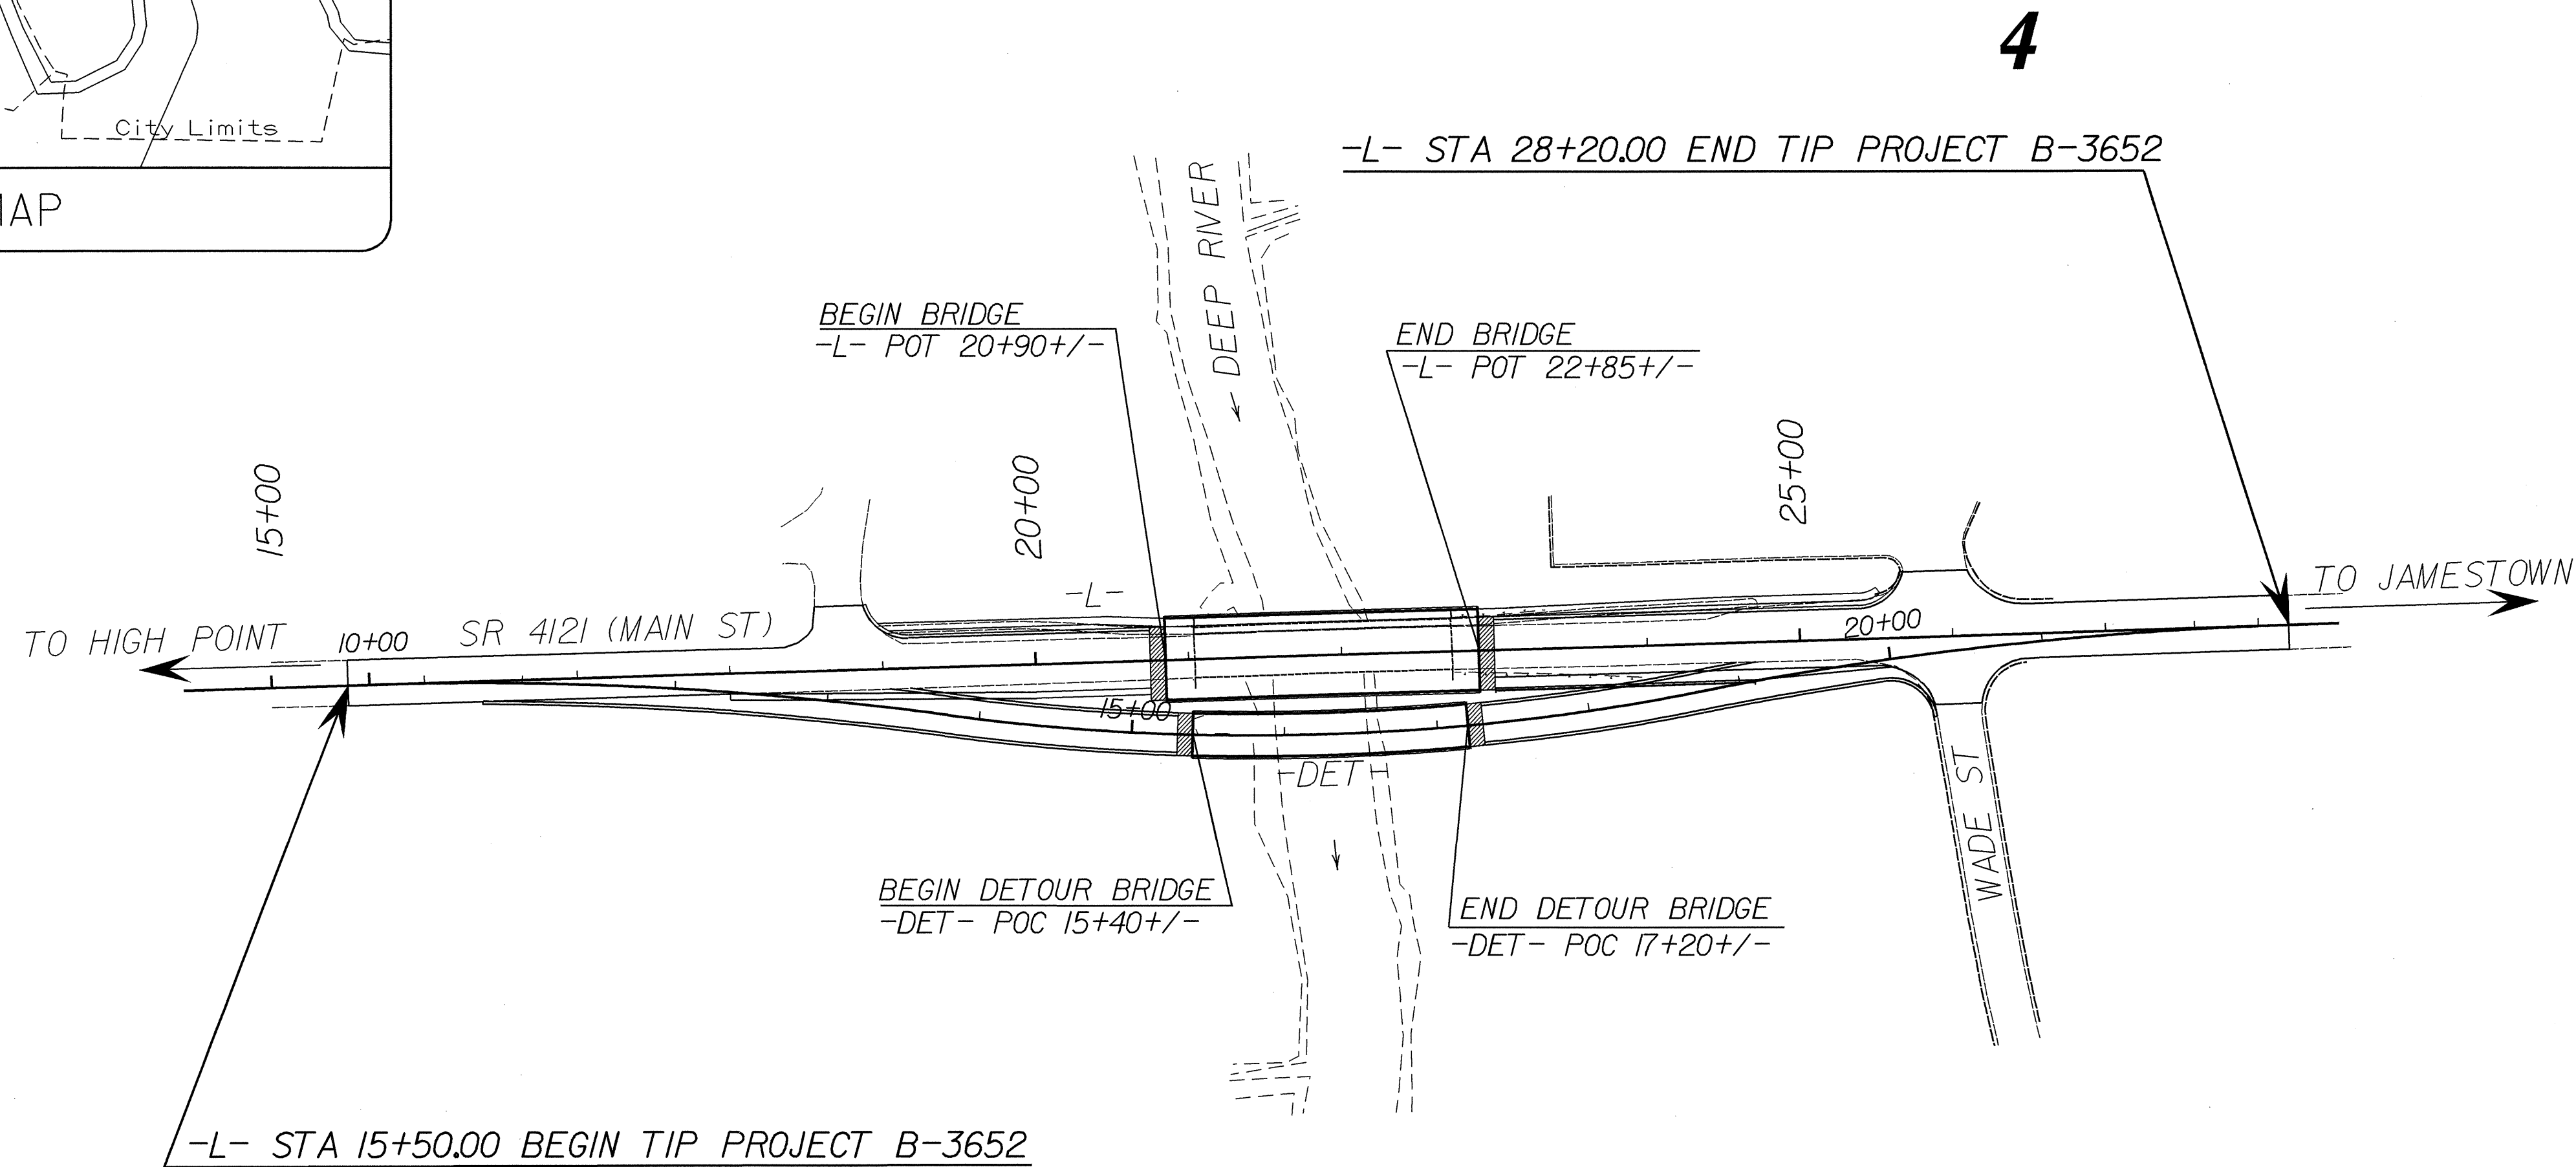 4
City Limits
MAP
-L- STA 28+20.00 END TIP PROJECT B-3652
DEEP RIVER
BEGIN BRIDGE
-L- POT 20+90+/-
END BRIDGE
-L- POT 22+85+/-
15+00
20+00
25+00
-L-
TO HIGH POINT
10+00
SR 4121 (MAIN ST)
20+00
TO JAMESTOWN
15+00
-DET-
WADE ST
BEGIN DETOUR BRIDGE
-DET- POC 15+40+/-
END DETOUR BRIDGE
-DET- POC 17+20+/-
-L- STA 15+50.00 BEGIN TIP PROJECT B-3652